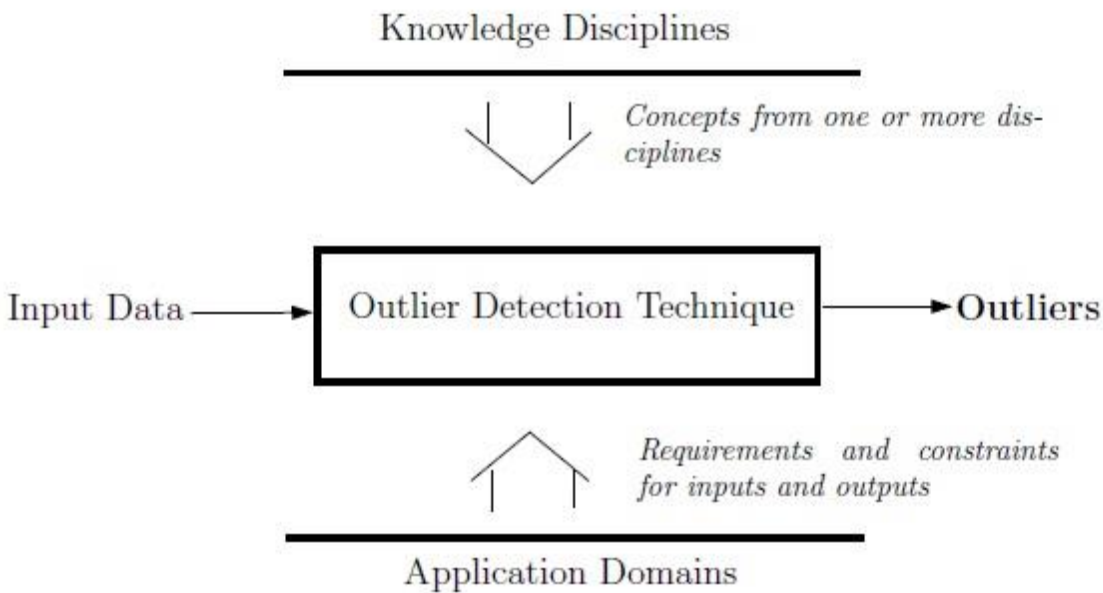 Knowledge Disciplines
Concepts from one or more dis-
ciplines
Input Data
Outlier Detection Technique
Outliers
Requirements and constraints
for inputs and outputs
Application Domains